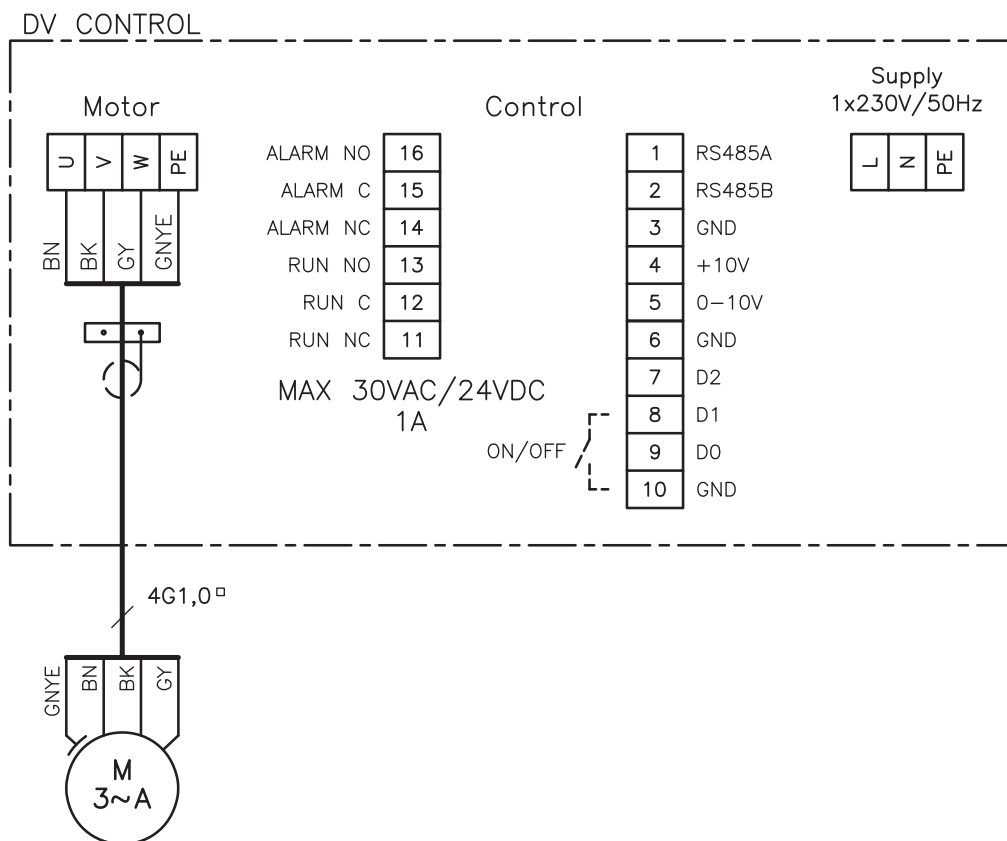 DV CONTROL
Motor
Control
Supply
1x230V/50Hz
U V W PE
L N PE
ALARM NO 16
ALARM C 15
ALARM NC 14
RUN NO 13
RUN C 12
RUN NC 11
MAX 30VAC/24VDC
1A
1 RS485A
2 RS485B
3 GND
4 +10V
5 0-10V
6 GND
7 D2
8 D1
9 D0
10 GND
ON/OFF
BN BK GY GNYE
4G1,0□
GNYE BN BK GY
M
3~A